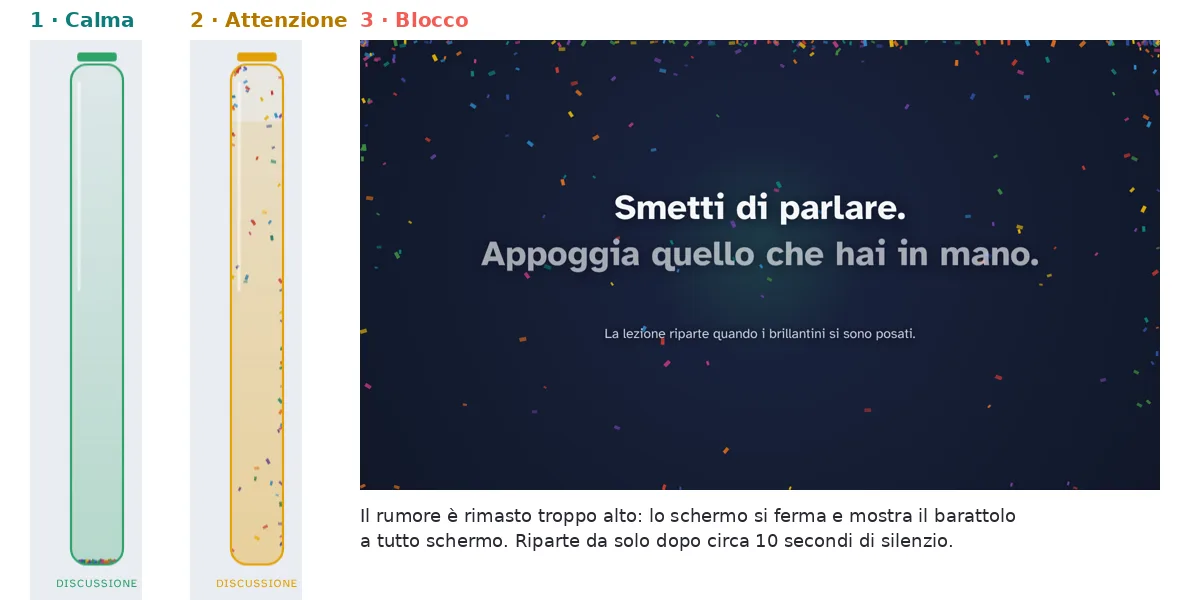 1 · Calma
2 · Attenzione
3 · Blocco
Smetti di parlare.
Appoggia quello che hai in mano.
La lezione riparte quando i brillantini si sono posati.
Il rumore è rimasto troppo alto: lo schermo si ferma e mostra il barattolo
a tutto schermo. Riparte da solo dopo circa 10 secondi di silenzio.
DISCUSSIONE
DISCUSSIONE